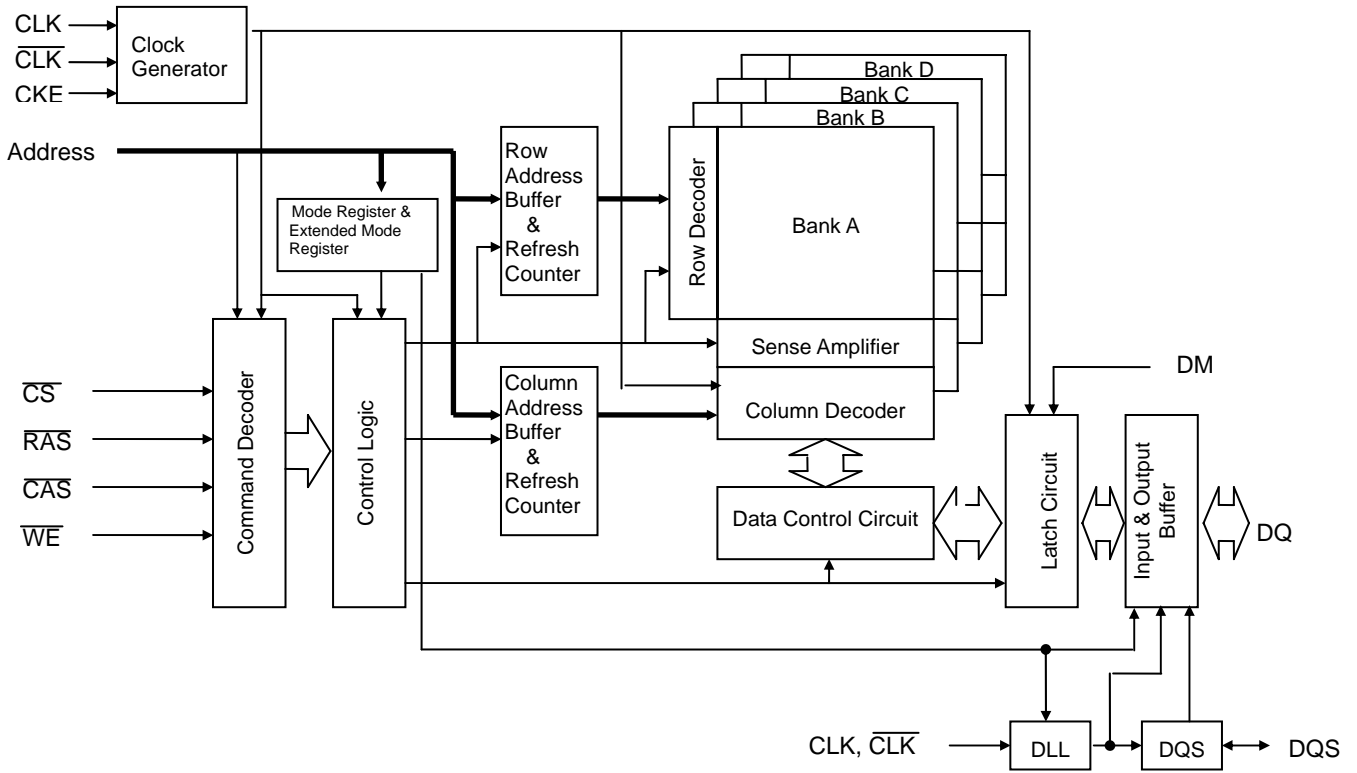 CLK
CLK
CKE
Clock
Generator
Address
Mode Register &
Extended Mode
Register
Row
Address
Buffer
&
Refresh
Counter
Bank D
Bank C
Bank B
Row Decoder
Bank A
Sense Amplifier
Column Decoder
CS
RAS
CAS
WE
Command Decoder
Control Logic
Column
Address
Buffer
&
Refresh
Counter
Data Control Circuit
DM
Latch Circuit
Input & Output
Buffer
DQ
CLK, CLK
DLL
DQS
DQS